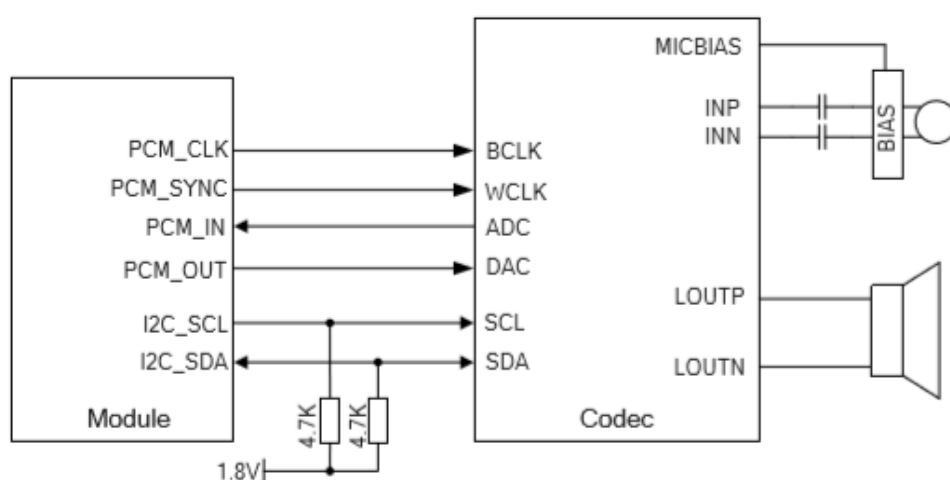 MICBIAS
INP
INN
BIAS
PCM_CLK
BCLK
PCM_SYNC
WCLK
PCM_IN
ADC
PCM_OUT
DAC
LOUTP
I2C_SCL
SCL
I2C_SDA
SDA
LOUTN
Module
4.7K
4.7K
Codec
1.8V